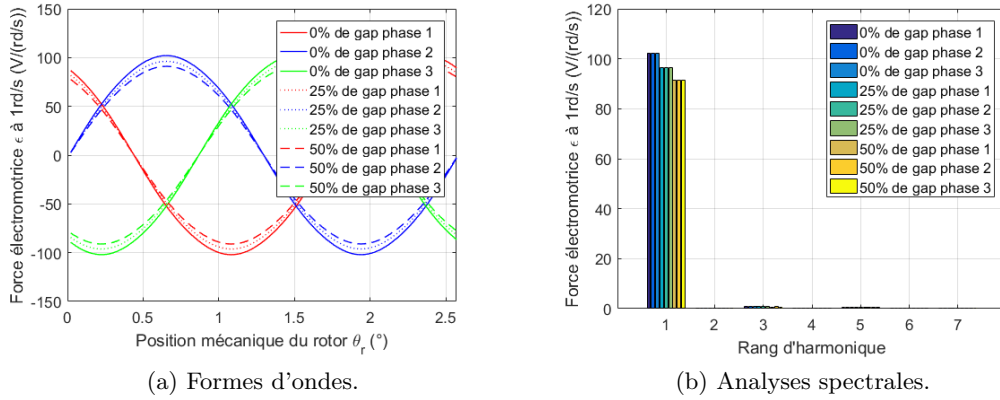 Force électromotrice ϵ à 1rd/s (V/(rd/s))
150
100
50
0
-50
-100
-150
0
0.5
1
1.5
2
2.5
Position mécanique du rotor θr (°)
0% de gap phase 1
0% de gap phase 2
0% de gap phase 3
25% de gap phase 1
25% de gap phase 2
25% de gap phase 3
50% de gap phase 1
50% de gap phase 2
50% de gap phase 3
(a) Formes d'ondes.
Force électromotrice ϵ à 1rd/s (V/(rd/s))
120
100
80
60
40
20
0
1
2
3
4
5
6
7
Rang d'harmonique
0% de gap phase 1
0% de gap phase 2
0% de gap phase 3
25% de gap phase 1
25% de gap phase 2
25% de gap phase 3
50% de gap phase 1
50% de gap phase 2
50% de gap phase 3
(b) Analyses spectrales.